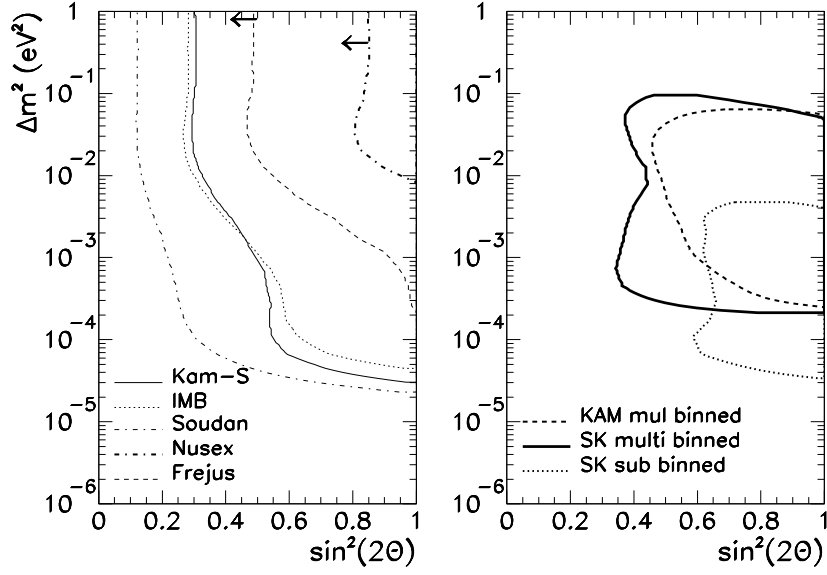 Δm² (eV²)
1
10⁻¹
10⁻²
10⁻³
10⁻⁴
10⁻⁵
10⁻⁶
Kam-S
IMB
Soudan
Nusex
Frejus
0 0.2 0.4 0.6 0.8 1
sin²(2Θ)
1
10⁻¹
10⁻²
10⁻³
10⁻⁴
10⁻⁵
10⁻⁶
KAM mul binned
SK multi binned
SK sub binned
0 0.2 0.4 0.6 0.8 1
sin²(2Θ)